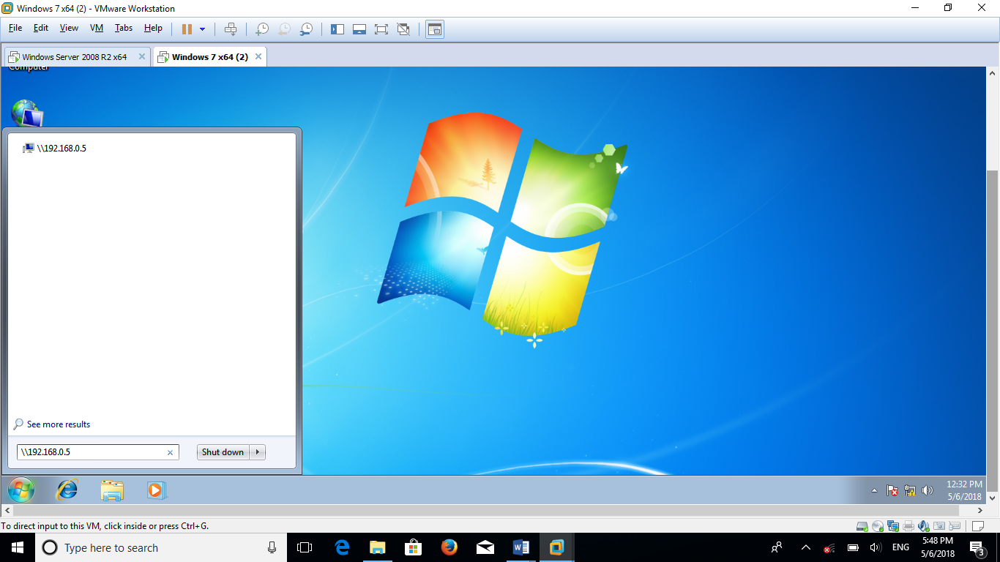 Windows 7 x64 (2) - VMware Workstation
File Edit View VM Tabs Help
Windows Server 2008 R2 x64 Windows 7 x64 (2)
Computer
\\192.168.0.5
See more results
\\192.168.0.5 Shut down
12:32 PM
5/6/2018
To direct input to this VM, click inside or press Ctrl+G.
Type here to search
ENG
5:48 PM
5/6/2018
3